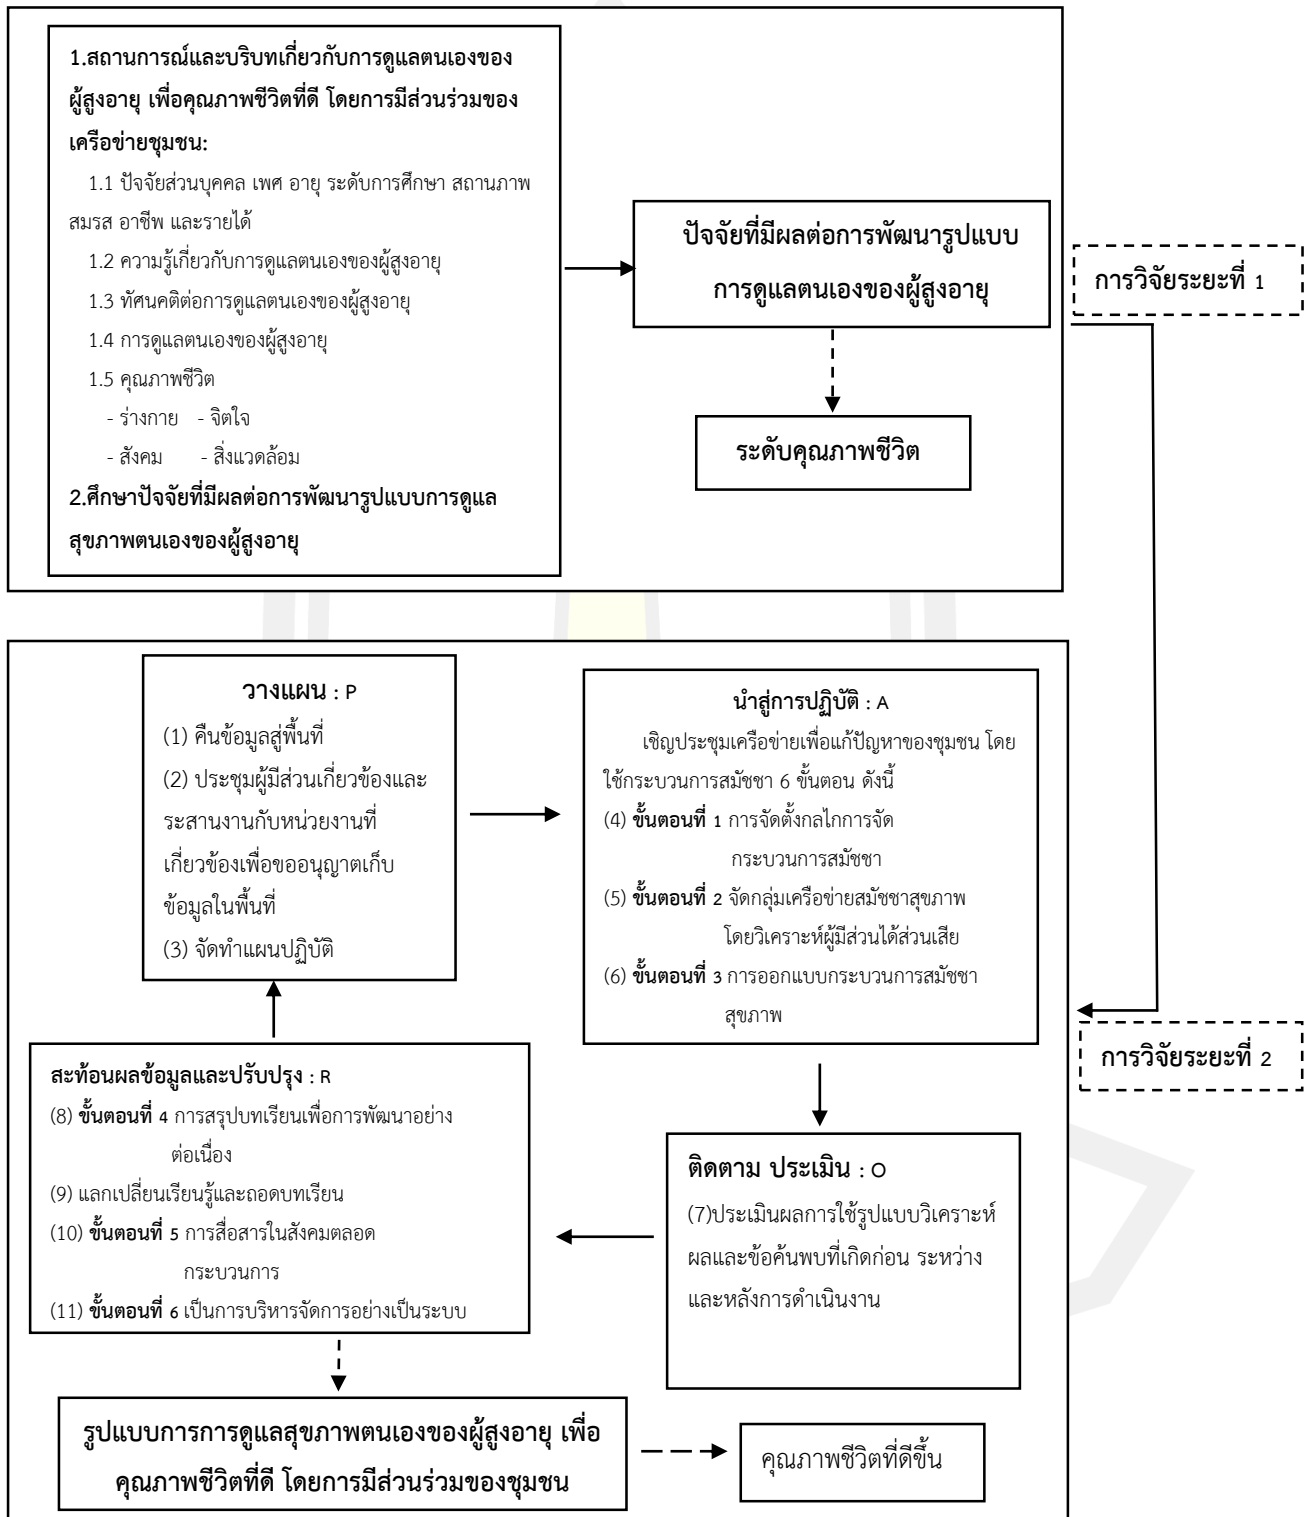 1.สถานการณ์และบริบทเกี่ยวกับการดูแลตนเองของ
ผู้สูงอายุ เพื่อคุณภาพชีวิตที่ดี โดยการมีส่วนร่วมของ
เครือข่ายชุมชน:
1.1 ปัจจัยส่วนบุคคล เพศ อายุ ระดับการศึกษา สถานภาพ
สมรส อาชีพ และรายได้
1.2 ความรู้เกี่ยวกับการดูแลตนเองของผู้สูงอายุ
1.3 ทัศนคติต่อการดูแลตนเองของผู้สูงอายุ
1.4 การดูแลตนเองของผู้สูงอายุ
1.5 คุณภาพชีวิต
- ร่างกาย - จิตใจ
- สังคม - สิ่งแวดล้อม
2.ศึกษาปัจจัยที่มีผลต่อการพัฒนารูปแบบการดูแล
สุขภาพตนเองของผู้สูงอายุ
ปัจจัยที่มีผลต่อการพัฒนารูปแบบ
การดูแลตนเองของผู้สูงอายุ
ระดับคุณภาพชีวิต
การวิจัยระยะที่ 1
วางแผน : P
(1) คืนข้อมูลสู่พื้นที่
(2) ประชุมผู้มีส่วนเกี่ยวข้องและ
ระสานงานกับหน่วยงานที่
เกี่ยวข้องเพื่อขออนุญาตเก็บ
ข้อมูลในพื้นที่
(3) จัดทำแผนปฏิบัติ
นำสู่การปฏิบัติ : A
เชิญประชุมเครือข่ายเพื่อแก้ปัญหาของชุมชน โดย
ใช้กระบวนการสมัชชา 6 ขั้นตอน ดังนี้
(4) ขั้นตอนที่ 1 การจัดตั้งกลไกการจัด
กระบวนการสมัชชา
(5) ขั้นตอนที่ 2 จัดกลุ่มเครือข่ายสมัชชาสุขภาพ
โดยวิเคราะห์ผู้มีส่วนได้ส่วนเสีย
(6) ขั้นตอนที่ 3 การออกแบบกระบวนการสมัชชา
สุขภาพ
การวิจัยระยะที่ 2
สะท้อนผลข้อมูลและปรับปรุง : R
(8) ขั้นตอนที่ 4 การสรุปบทเรียนเพื่อการพัฒนาอย่าง
ต่อเนื่อง
(9) แลกเปลี่ยนเรียนรู้และถอดบทเรียน
(10) ขั้นตอนที่ 5 การสื่อสารในสังคมตลอด
กระบวนการ
(11) ขั้นตอนที่ 6 เป็นการบริหารจัดการอย่างเป็นระบบ
ติดตาม ประเมิน : O
(7)ประเมินผลการใช้รูปแบบวิเคราะห์
ผลและข้อค้นพบที่เกิดก่อน ระหว่าง
และหลังการดำเนินงาน
รูปแบบการการดูแลสุขภาพตนเองของผู้สูงอายุ เพื่อ
คุณภาพชีวิตที่ดี โดยการมีส่วนร่วมของชุมชน
คุณภาพชีวิตที่ดีขึ้น